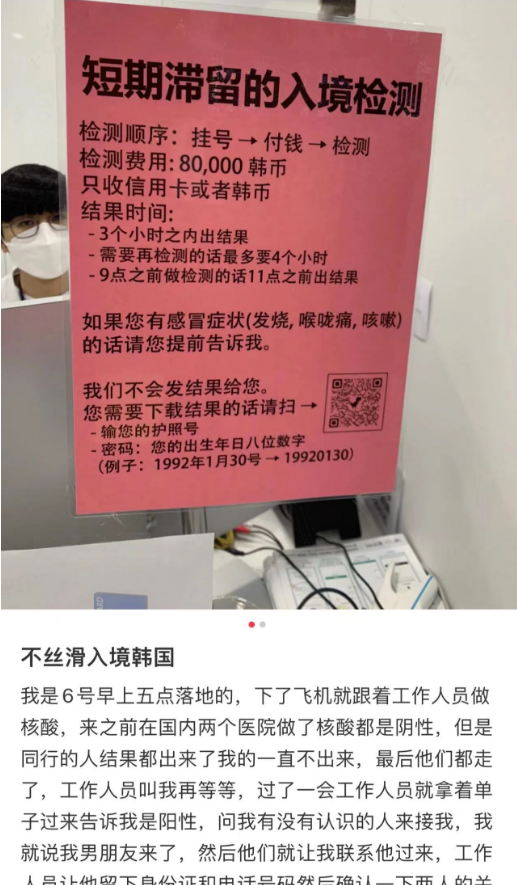 短期滞留的入境检测
检测顺序：挂号 → 付钱 → 检测
检测费用: 80,000 韩币
只收信用卡或者韩币
结果时间:
- 3个小时之内出结果
- 需要再检测的话最多要4个小时
- 9点之前做检测的话11点之前出结果
如果您有感冒症状(发烧, 喉咙痛, 咳嗽)
的话请您提前告诉我。
我们不会发结果给您。
您需要下载结果的话请扫 →
- 输您的护照号
- 密码：您的出生年日八位数字
（例子：1992年1月30号 → 19920130）
不丝滑入境韩国
我是６号早上五点落地的，下了飞机就跟着工作人员做
核酸，来之前在国内两个医院做了核酸都是阴性，但是
同行的人结果都出来了我的一直不出来，最后他们都走
了，工作人员叫我再等等，过了一会工作人员就拿着单
子过来告诉我是阳性，问我有没有认识的人来接我，我
就说我男朋友来了，然后他们就让我联系他过来，工作
人员让他留下身份证和电话号码然后确认一下两人的关